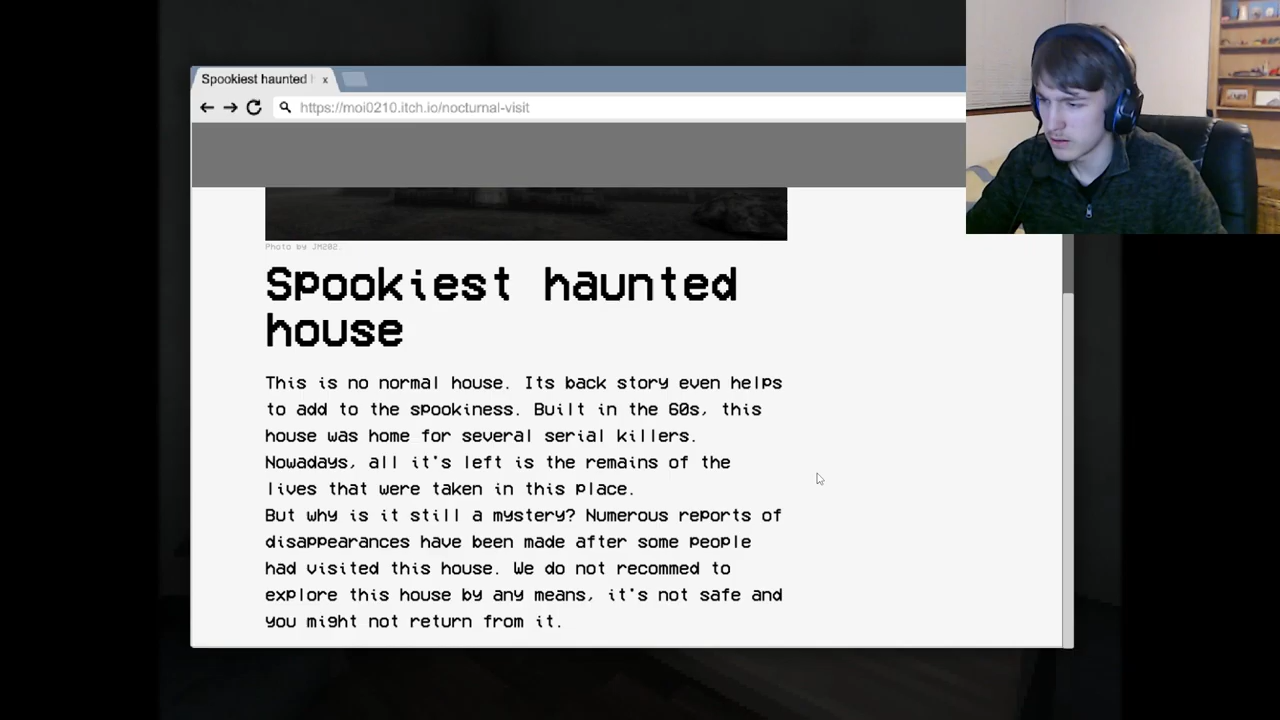 Spookiest haunted
x
https://moi0210.itch.io/nocturnal-visit
Photo by JM202.
Spookiest haunted
house
This is no normal house. Its back story even helps
to add to the spookiness. Built in the 60s, this
house was home for several serial killers.
Nowadays, all it's left is the remains of the
lives that were taken in this place.
But why is it still a mystery? Numerous reports of
disappearances have been made after some people
had visited this house. We do not recommed to
explore this house by any means, it's not safe and
you might not return from it.